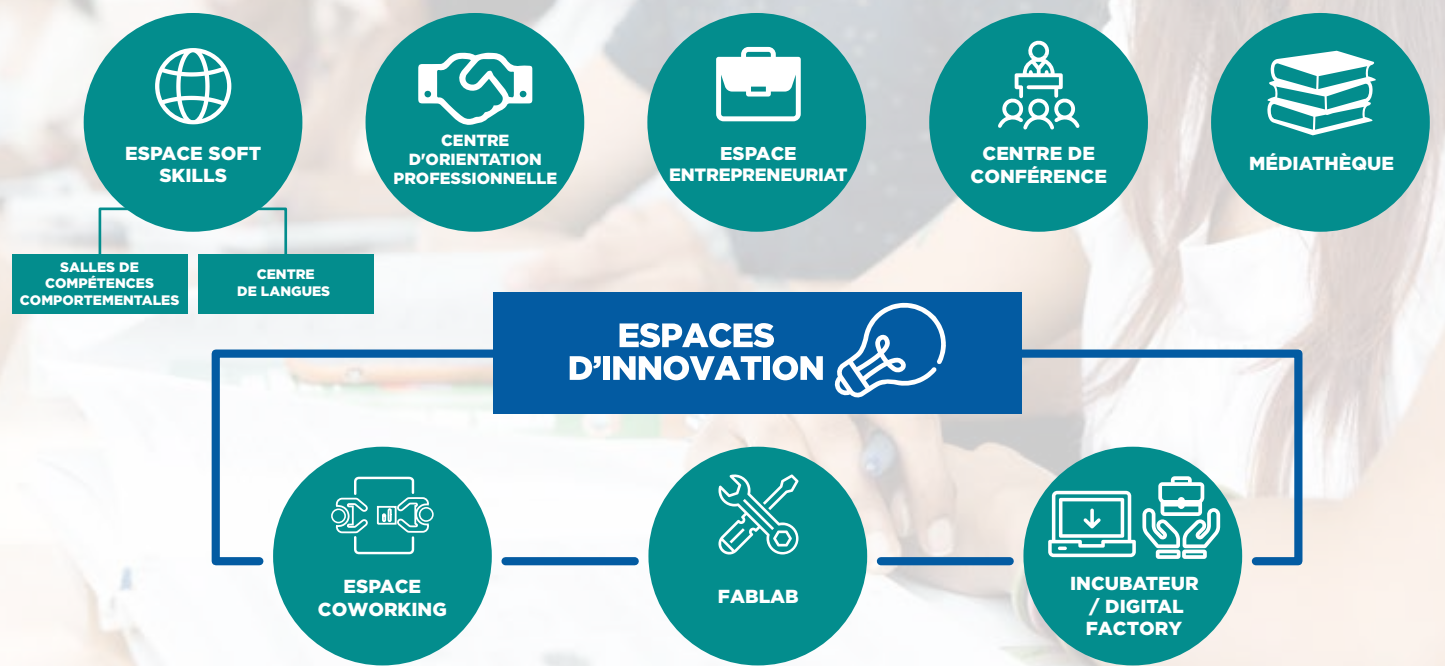 ESPACE SOFT
SKILLS
CENTRE
D'ORIENTATION
PROFESSIONNELLE
ESPACE
ENTREPRENEURIAT
CENTRE DE
CONFÉRENCE
MÉDIATHÈQUE
SALLES DE
COMPÉTENCES
COMPORTEMENTALES
CENTRE
DE LANGUES
ESPACES
D'INNOVATION
ESPACE
COWORKING
FABLAB
INCUBATEUR
/ DIGITAL
FACTORY